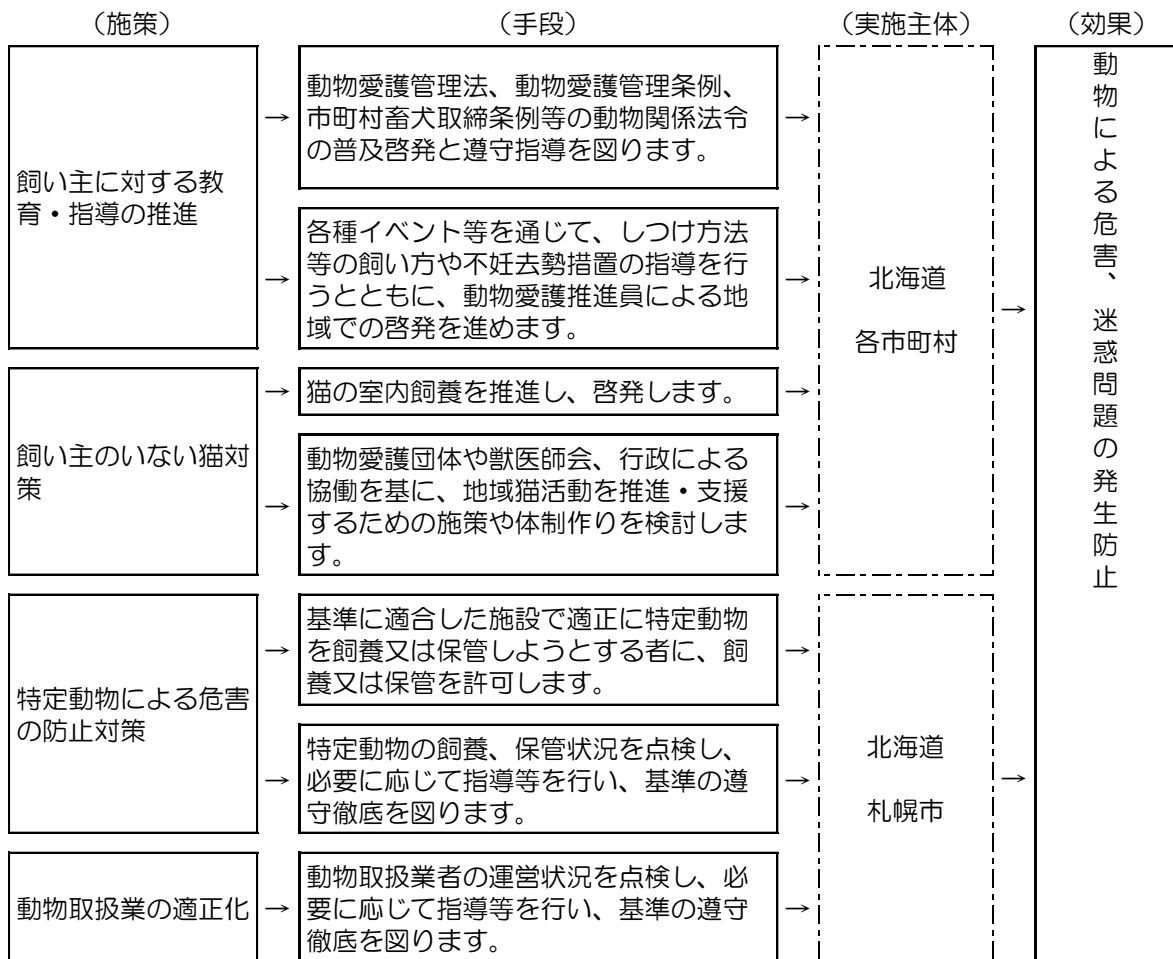 （施策）
（手段）
（実施主体）
（効果）
飼い主に対する教
育・指導の推進
→
動物愛護管理法、動物愛護管理条例、
市町村畜犬取締条例等の動物関係法令
の普及啓発と遵守指導を図ります。
→
→
各種イベント等を通じて、しつけ方法
等の飼い方や不妊去勢措置の指導を行
うとともに、動物愛護推進員による地
域での啓発を進めます。
→
飼い主のいない猫対
策
→
猫の室内飼養を推進し、啓発します。
→
→
動物愛護団体や獣医師会、行政による
協働を基に、地域猫活動を推進・支援
するための施策や体制作りを検討しま
す。
→
北海道
各市町村
→
特定動物による危害
の防止対策
→
基準に適合した施設で適正に特定動物
を飼養又は保管しようとする者に、飼
養又は保管を許可します。
→
→
特定動物の飼養、保管状況を点検し、
必要に応じて指導等を行い、基準の遵
守徹底を図ります。
→
動物取扱業の適正化
→
動物取扱業者の運営状況を点検し、必
要に応じて指導等を行い、基準の遵守
徹底を図ります。
→
北海道
札幌市
→
動物による危害、迷惑問題の発生防止